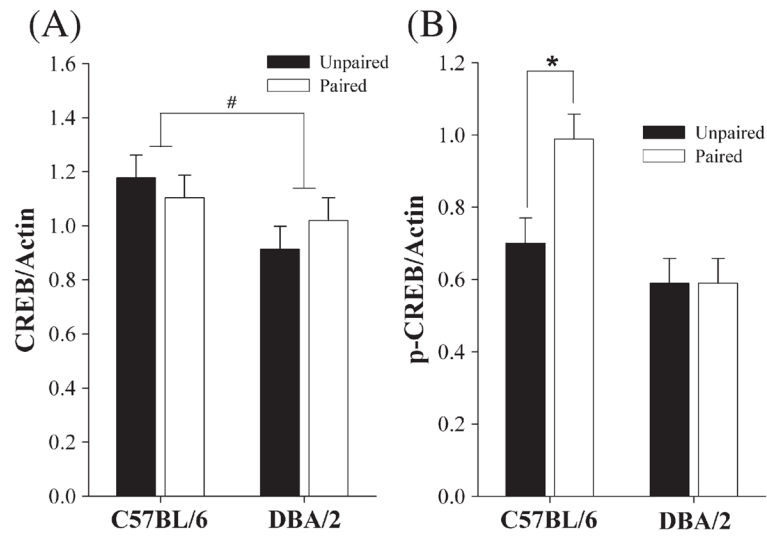 (A)
CREB/Actin
1.6
1.4
1.2
1.0
0.8
0.6
0.4
0.2
0.0
Unpaired
Paired
#
C57BL/6 DBA/2
(B)
p-CREB/Actin
1.2
1.0
0.8
0.6
0.4
0.2
0.0
*
Unpaired
Paired
C57BL/6 DBA/2